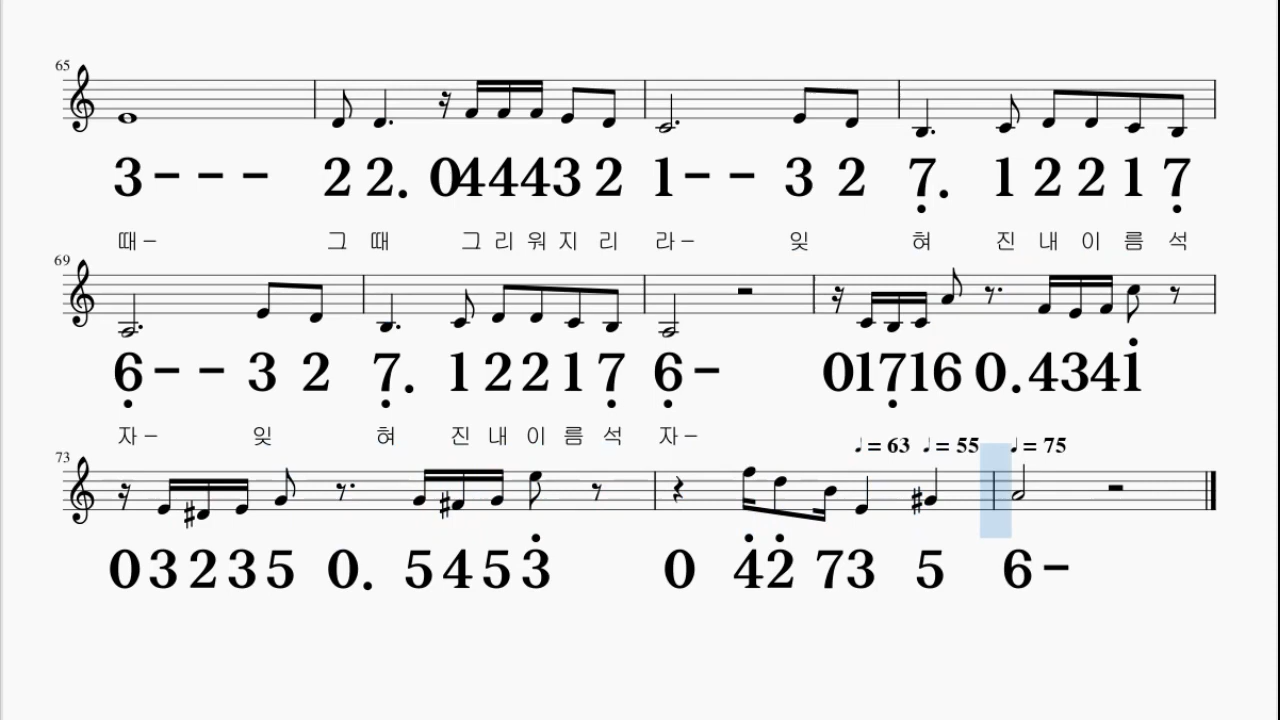 65
3 - - - 2 2. 0 4 4 4 3 2 1 - - 3 2 7. 1 2 2 1 7
때 - 그 때 그 리 워 지 리 라 - 잊 혀 진 내 이 름 석
69
6 - - 3 2 7. 1 2 2 1 7 6 - 0 1 7 1 6 0. 4 3 4 1
자 - 잊 혀 진 내 이 름 석 자 -
73 ♩ = 63 ♩ = 55 ♩ = 75
0 3 2 3 5 0. 5 4 5 3 0 4 2 7 3 5 6 -